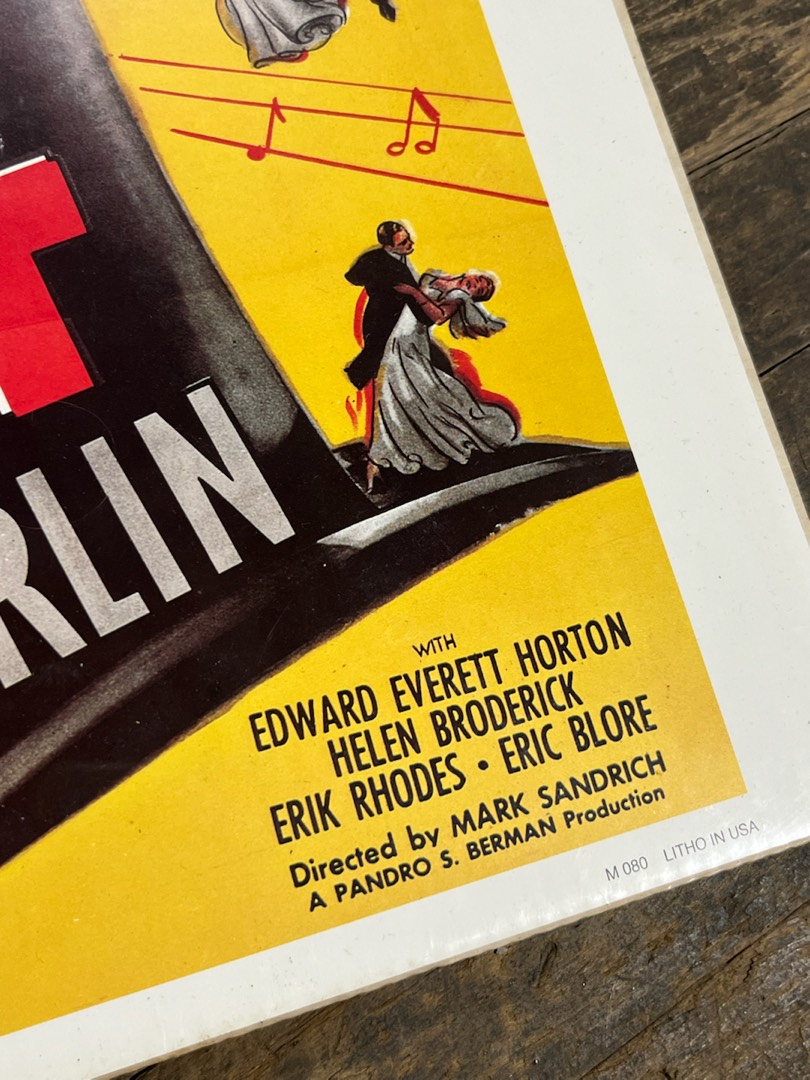 T
RLIN
WITH
EDWARD EVERETT HORTON
HELEN BRODERICK
ERIK RHODES • ERIC BLORE
Directed by MARK SANDRICH
A PANDRO S. BERMAN Production
M 080 LITHO IN USA